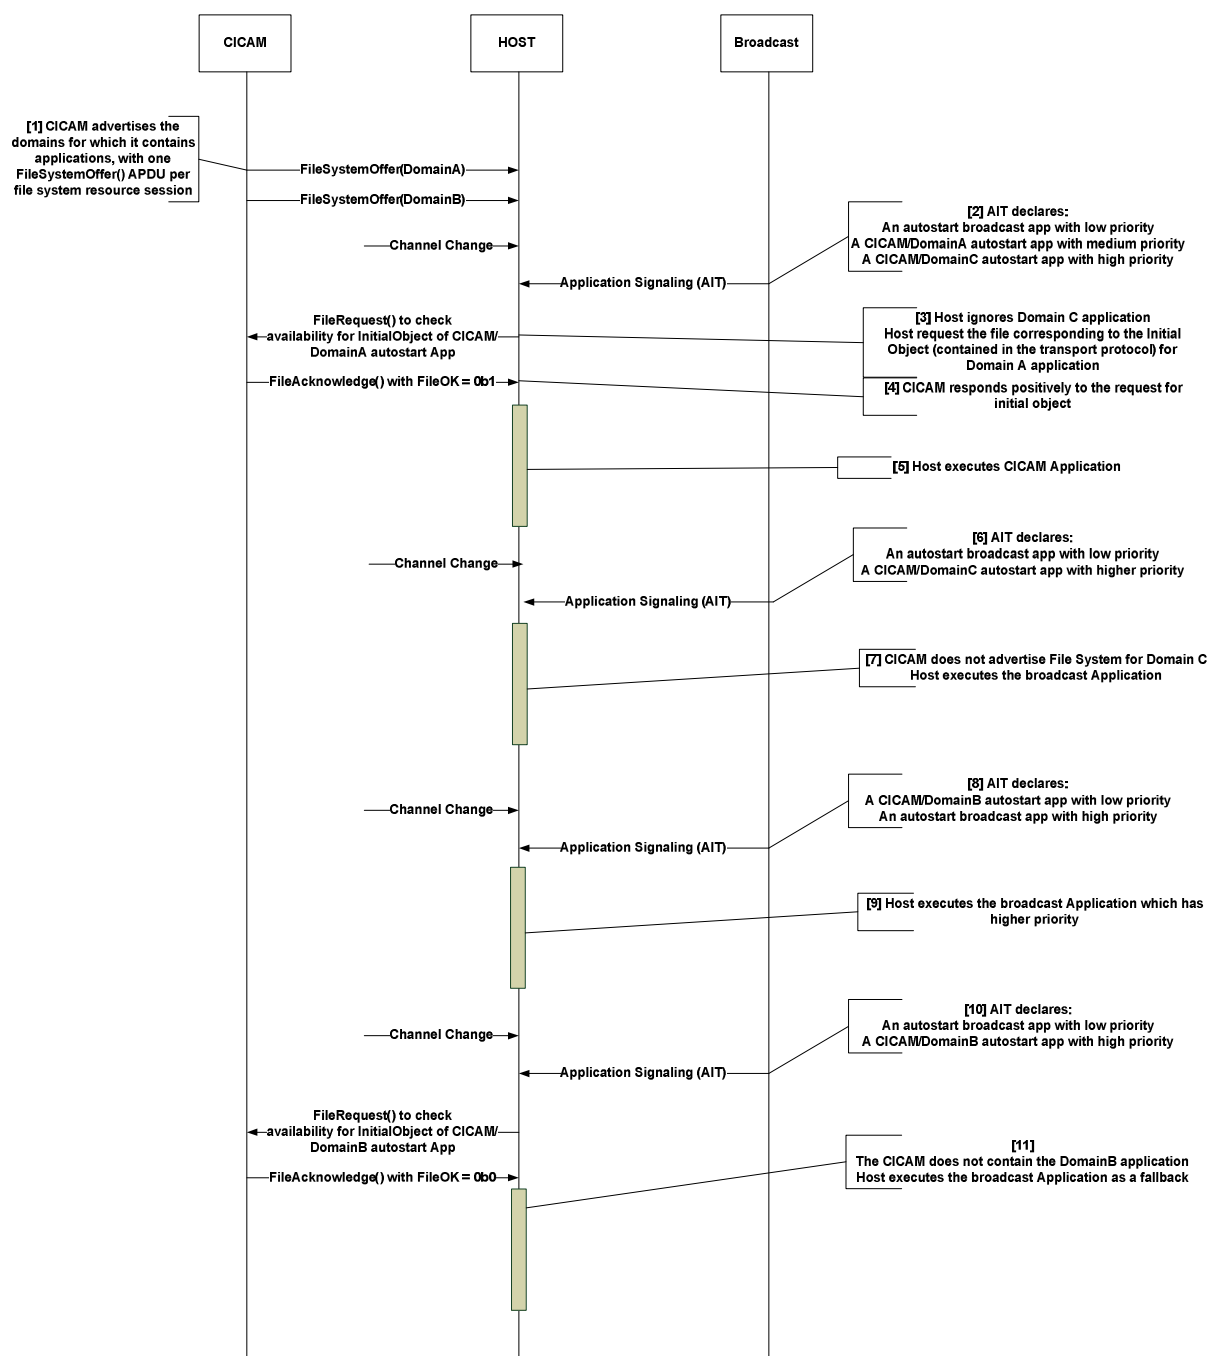 CICAM
HOST
Broadcast
[1] CICAM advertises the
domains for which it contains
applications, with one
FileSystemOffer() APDU per
file system resource session
FileSystemOffer(DomainA)
FileSystemOffer(DomainB)
Channel Change
[2] AIT declares:
An autostart broadcast app with low priority
A CICAM/DomainA autostart app with medium priority
A CICAM/DomainC autostart app with high priority
Application Signaling (AIT)
FileRequest() to check
availability for InitialObject of CICAM/
DomainA autostart App
[3] Host ignores Domain C application
Host request the file corresponding to the Initial
Object (contained in the transport protocol) for
Domain A application
FileAcknowledge() with FileOK = 0b1
[4] CICAM responds positively to the request for
initial object
[5] Host executes CICAM Application
Channel Change
[6] AIT declares:
An autostart broadcast app with low priority
A CICAM/DomainC autostart app with higher priority
Application Signaling (AIT)
[7] CICAM does not advertise File System for Domain C
Host executes the broadcast Application
Channel Change
[8] AIT declares:
A CICAM/DomainB autostart app with low priority
An autostart broadcast app with high priority
Application Signaling (AIT)
[9] Host executes the broadcast Application which has
higher priority
Channel Change
[10] AIT declares:
An autostart broadcast app with low priority
A CICAM/DomainB autostart app with high priority
Application Signaling (AIT)
FileRequest() to check
availability for InitialObject of CICAM/
DomainB autostart App
FileAcknowledge() with FileOK = 0b0
[11]
The CICAM does not contain the DomainB application
Host executes the broadcast Application as a fallback